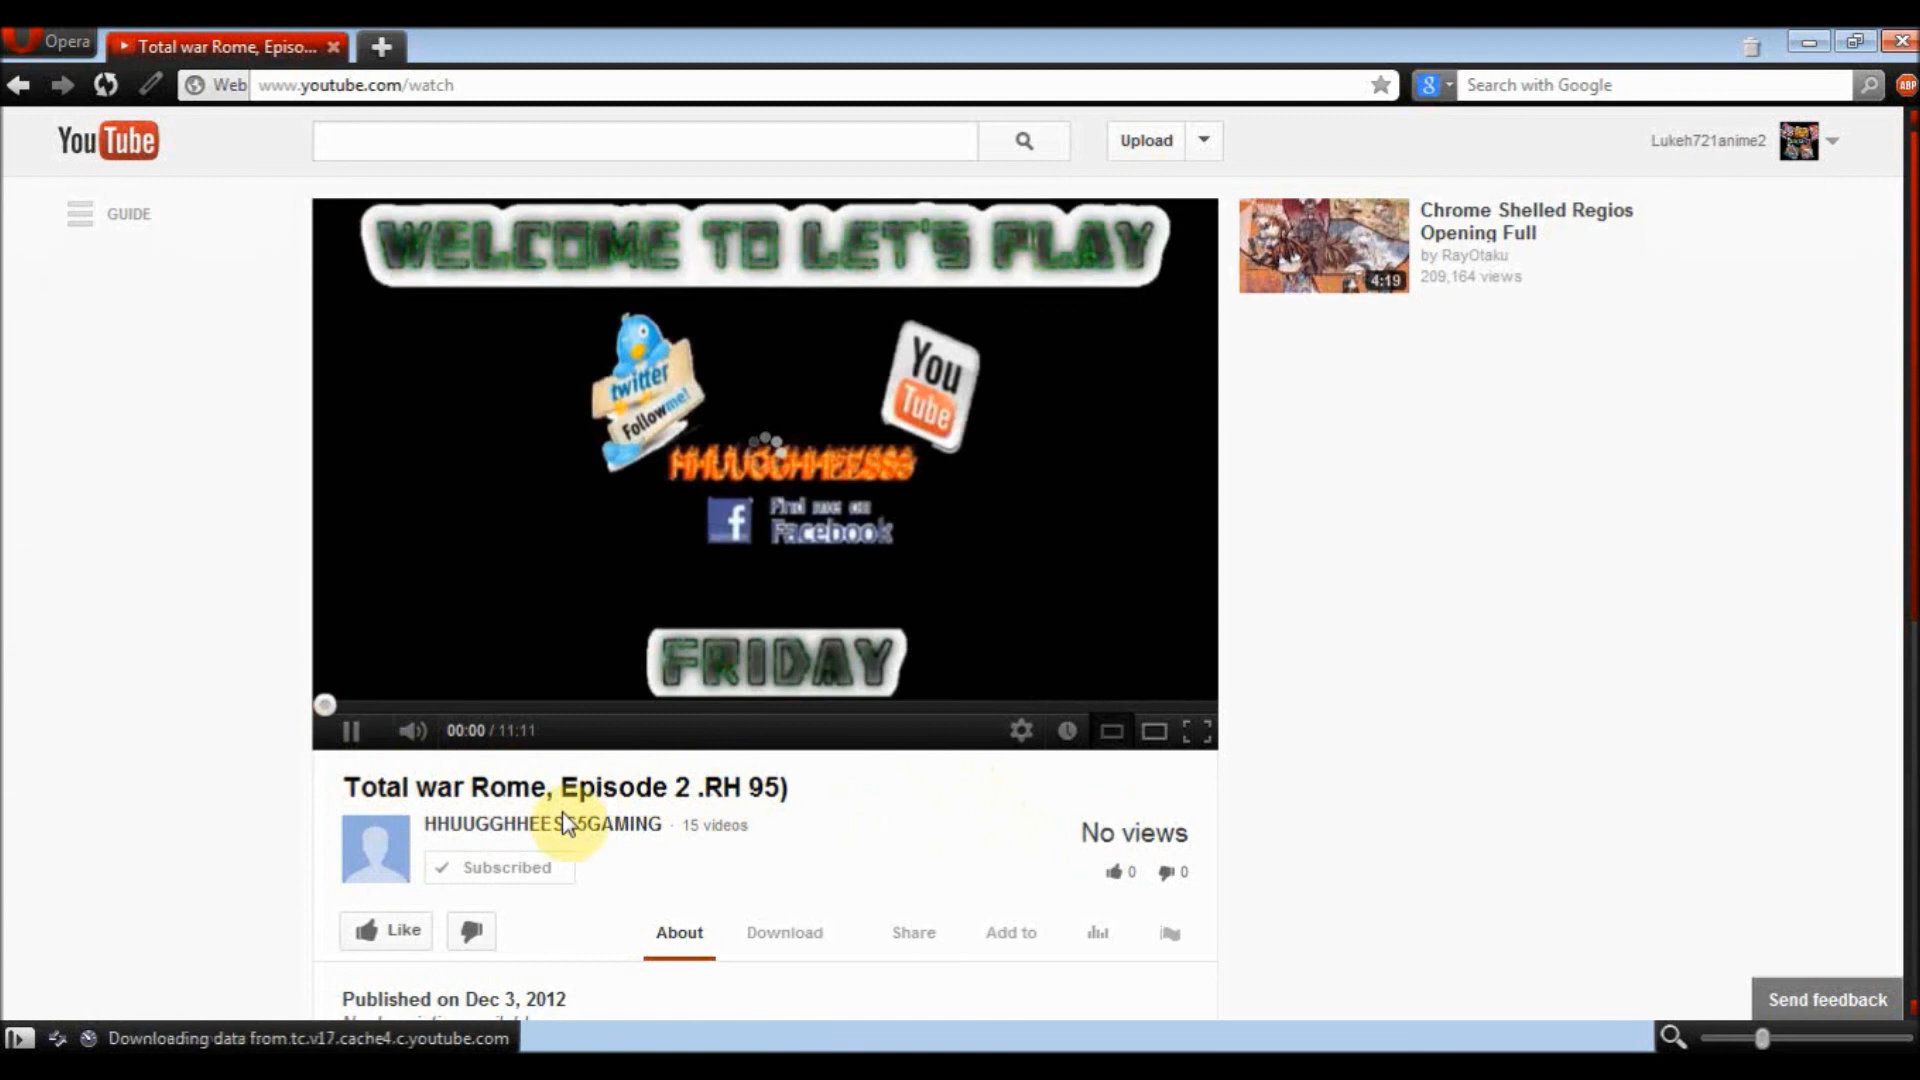 Opera
Total war Rome, Episo...
Web
www.youtube.com/watch
Search with Google
ABP
YouTube
Upload
Lukeh721anime2
GUIDE
WELCOME TO LET'S PLAY
twitter
Follow me!
You
Tube
HHUUGGHHEESSS
Find me on
Facebook
FRIDAY
00:00 / 11:11
4:19
Chrome Shelled Regios
Opening Full
by RayOtaku
209,164 views
Total war Rome, Episode 2 .RH 95)
15 videos
Subscribed
No views
0
0
Like
About
Download
Share
Add to
Published on Dec 3, 2012
Send feedback
Downloading data from tc.v17.cache4.c.youtube.com